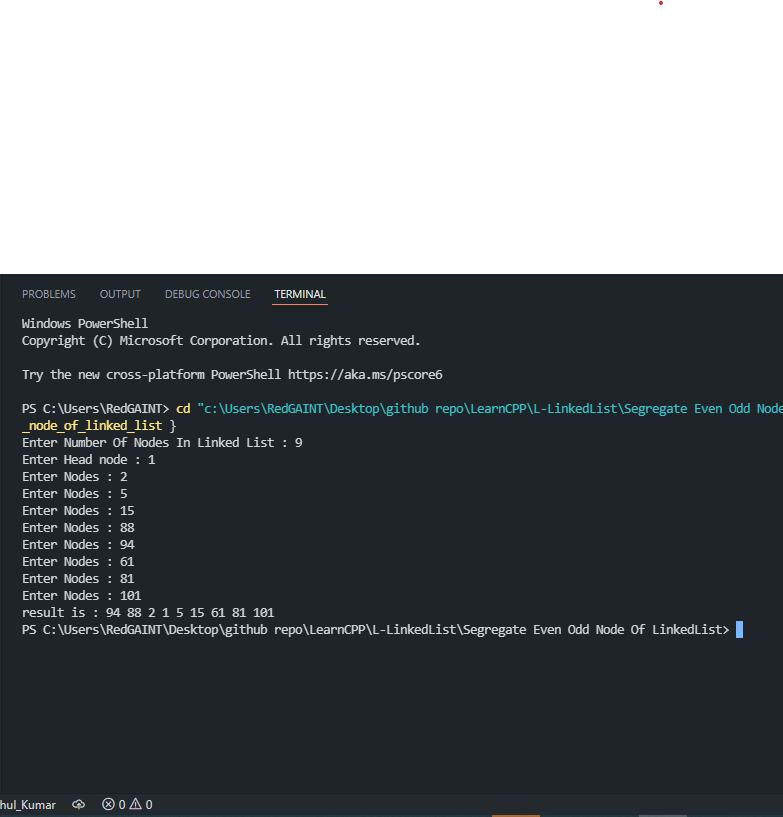 PROBLEMS OUTPUT DEBUG CONSOLE TERMINAL
Windows PowerShell
Copyright (C) Microsoft Corporation. All rights reserved.
Try the new cross-platform PowerShell https://aka.ms/pscore6
PS C:\Users\RedGAINT> cd "c:\Users\RedGAINT\Desktop\github repo\LearnCPP\L-LinkedList\Segregate Even Odd Node
_node_of_linked_list }
Enter Number Of Nodes In Linked List : 9
Enter Head node : 1
Enter Nodes : 2
Enter Nodes : 5
Enter Nodes : 15
Enter Nodes : 88
Enter Nodes : 94
Enter Nodes : 61
Enter Nodes : 81
Enter Nodes : 101
result is : 94 88 2 1 5 15 61 81 101
PS C:\Users\RedGAINT\Desktop\github repo\LearnCPP\L-LinkedList\Segregate Even Odd Node Of LinkedList>
hul_Kumar 0 0